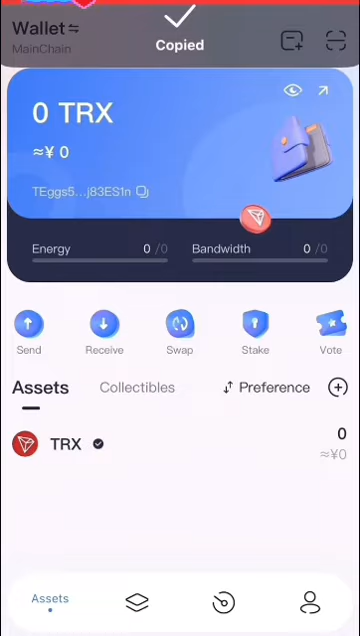 Wallet
MainChain
Copied
0 TRX
≈¥ 0
TEggs5...j83ES1n
Energy 0 /0 Bandwidth 0 /0
Send Receive Swap Stake Vote
Assets Collectibles Preference
TRX 0
≈¥0
Assets